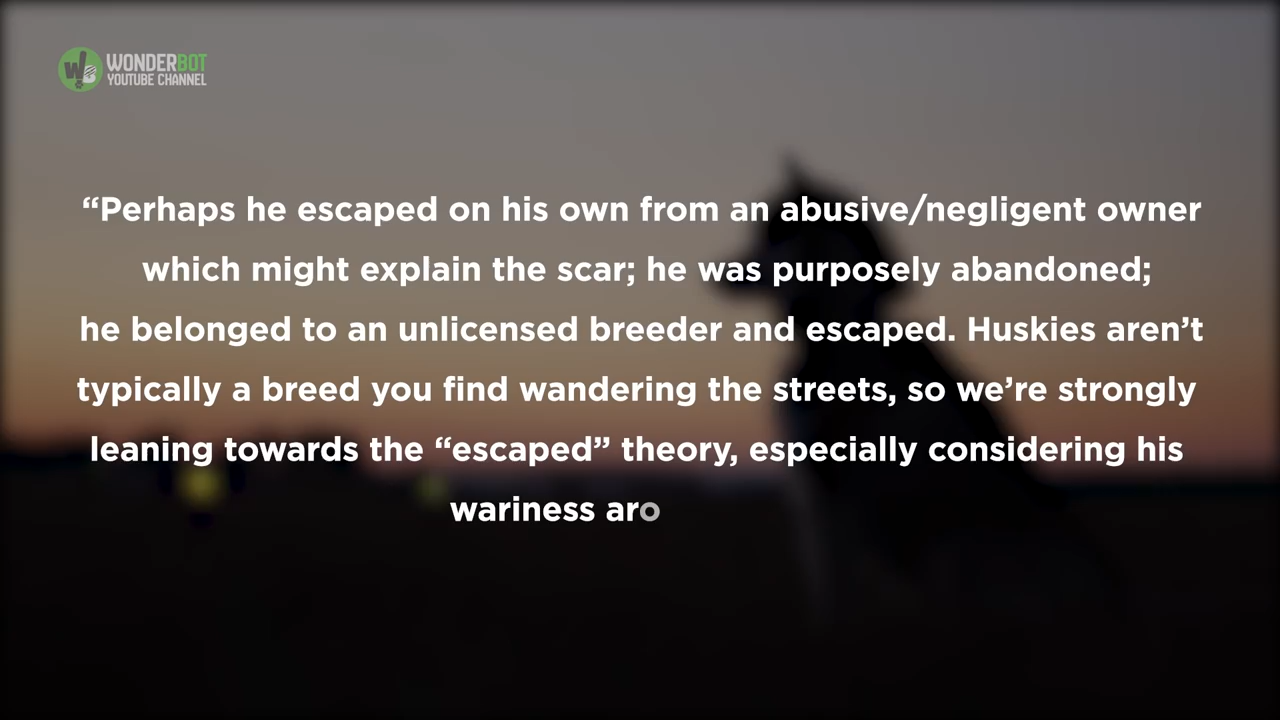 WONDERBOT
YOUTUBE CHANNEL
“Perhaps he escaped on his own from an abusive/negligent owner
which might explain the scar; he was purposely abandoned;
he belonged to an unlicensed breeder and escaped. Huskies aren’t
typically a breed you find wandering the streets, so we’re strongly
leaning towards the “escaped” theory, especially considering his
wariness aro